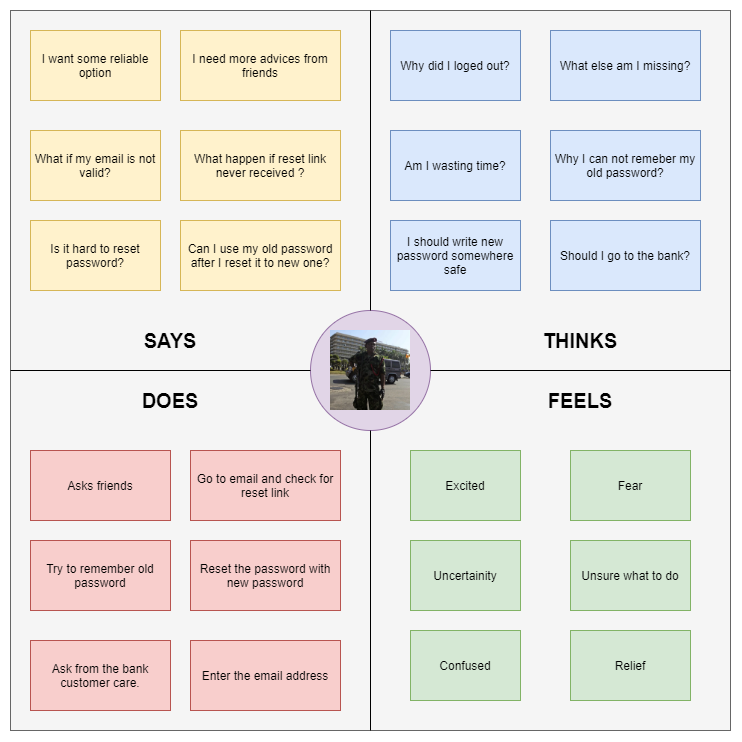 I want some reliable
option
I need more advices from
friends
What if my email is not
valid?
What happen if reset link
never received ?
Is it hard to reset
password?
Can I use my old password
after I reset it to new one?
SAYS
Why did I loged out?
What else am I missing?
Am I wasting time?
Why I can not remeber my
old password?
I should write new
password somewhere
safe
Should I go to the bank?
THINKS
DOES
Asks friends
Go to email and check for
reset link
Try to remember old
password
Reset the password with
new password
Ask from the bank
customer care.
Enter the email address
FEELS
Excited
Fear
Uncertainity
Unsure what to do
Confused
Relief